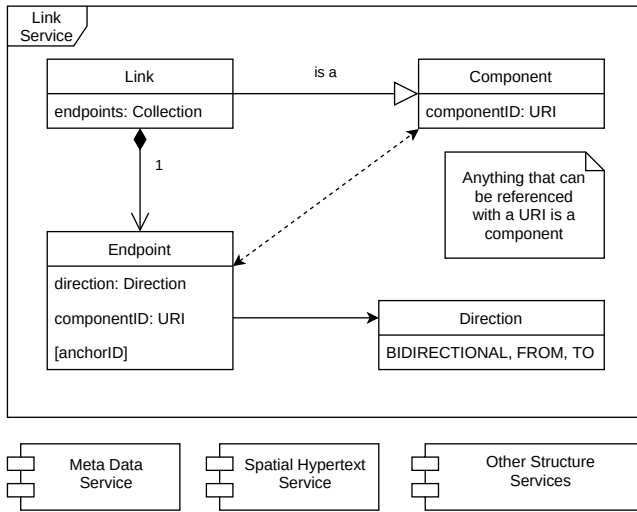 Link
Service
Link
is a
Component
endpoints: Collection
componentID: URI
1
Anything that can
be referenced
with a URI is a
component
Endpoint
direction: Direction
componentID: URI
[anchorID]
Direction
BIDIRECTIONAL, FROM, TO
Meta Data
Service
Spatial Hypertext
Service
Other Structure
Services